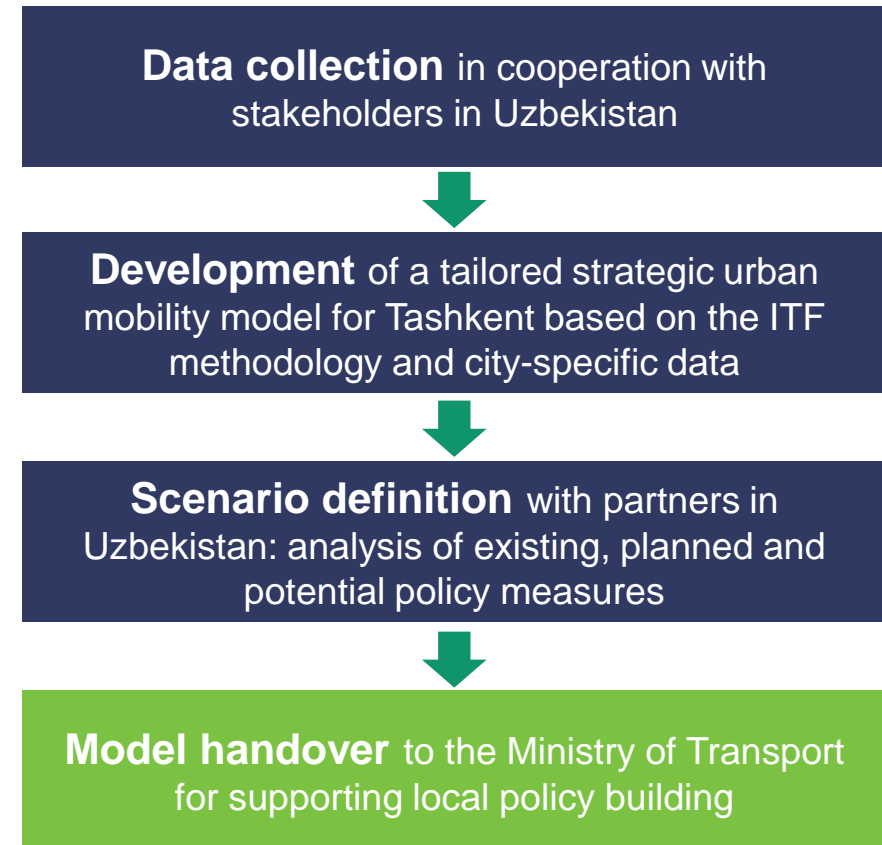 Data collection in cooperation with
stakeholders in Uzbekistan
Development of a tailored strategic urban
mobility model for Tashkent based on the ITF
methodology and city-specific data
Scenario definition with partners in
Uzbekistan: analysis of existing, planned and
potential policy measures
Model handover to the Ministry of Transport
for supporting local policy building